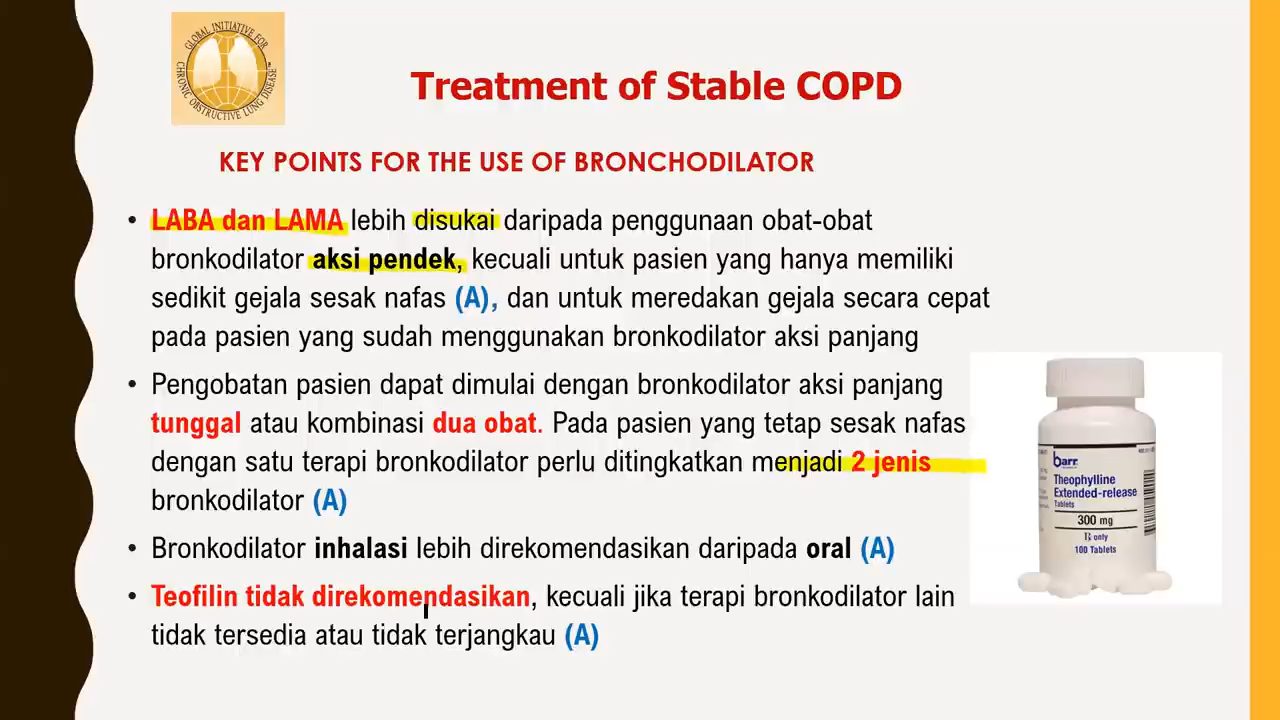 GLOBAL INITIATIVE FOR
CHRONIC OBSTRUCTIVE LUNG DISEASE
Treatment of Stable COPD
KEY POINTS FOR THE USE OF BRONCHODILATOR
• LABA dan LAMA lebih disukai daripada penggunaan obat-obat
bronkodilator aksi pendek, kecuali untuk pasien yang hanya memiliki
sedikit gejala sesak nafas (A), dan untuk meredakan gejala secara cepat
pada pasien yang sudah menggunakan bronkodilator aksi panjang
• Pengobatan pasien dapat dimulai dengan bronkodilator aksi panjang
tunggal atau kombinasi dua obat. Pada pasien yang tetap sesak nafas
dengan satu terapi bronkodilator perlu ditingkatkan menjadi 2 jenis
bronkodilator (A)
• Bronkodilator inhalasi lebih direkomendasikan daripada oral (A)
• Teofilin tidak direkomendasikan, kecuali jika terapi bronkodilator lain
tidak tersedia atau tidak terjangkau (A)
barr
Theophylline
Extended-release
Tablets
300 mg
℞ only
100 Tablets